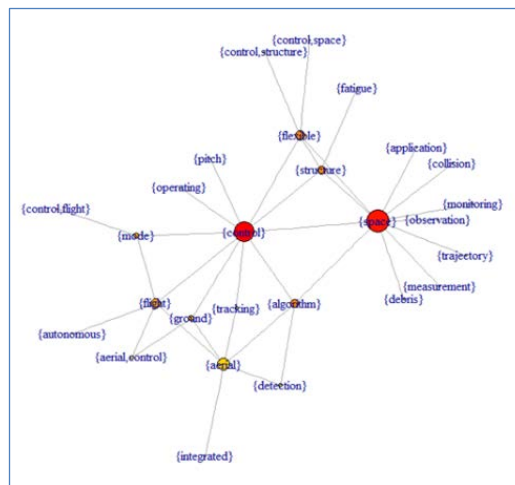 {control,space}
{control,structure}
{fatigue}
{flexible}
{application}
{pitch}
{structure}
{collision}
{operating}
{monitoring}
{control,flight}
{space}
{observation}
{control}
{mode}
{trajectory}
{measurement}
{flight}
{tracking}
{algorithm}
{debris}
{ground}
{autonomous}
{aerial,control}
{aerial}
{detection}
{integrated}